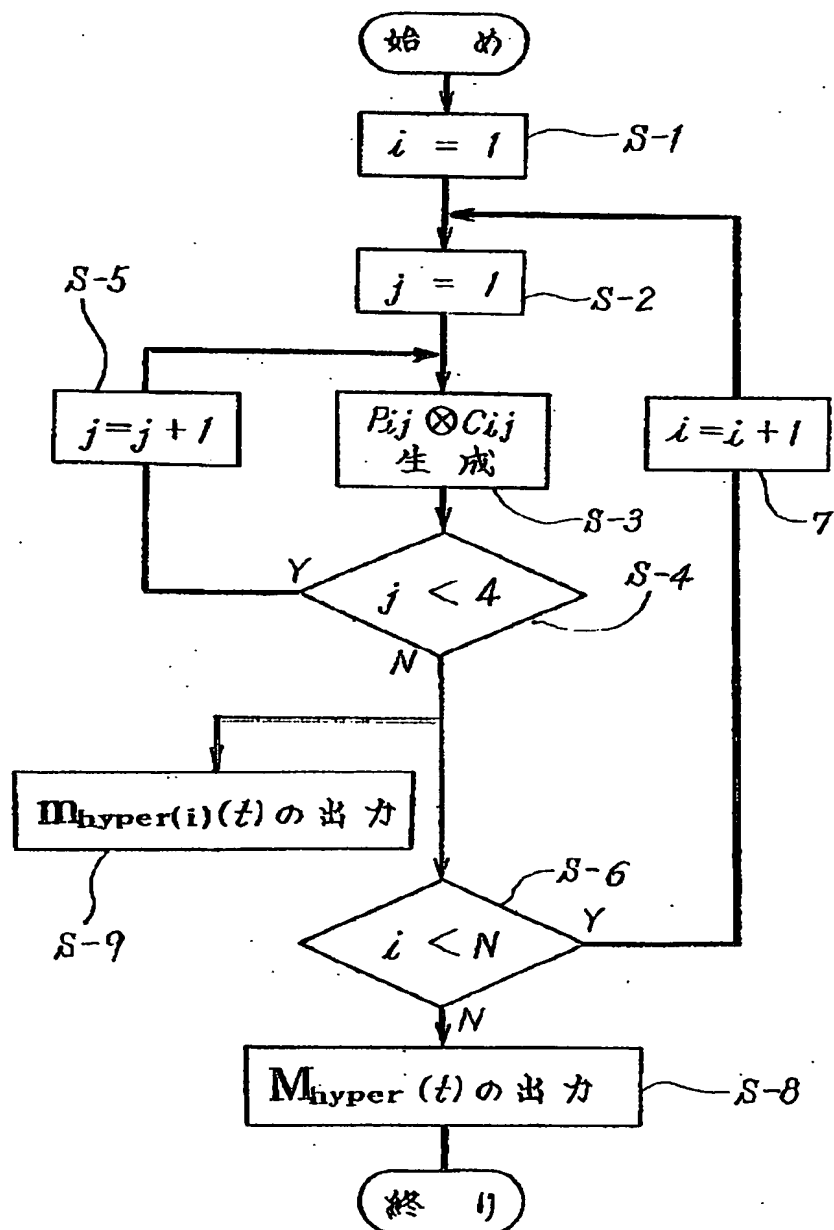 始 め
i = 1
S-1
j = 1
S-2
S-5
j=j+1
Pij⊗Cij
生 成
i=i+1
S-3
7
Y
j < 4
S-4
N
mhyper(i)(t)の出力
S-9
S-6
i < N
Y
N
Mhyper (t)の出力
S-8
終 り